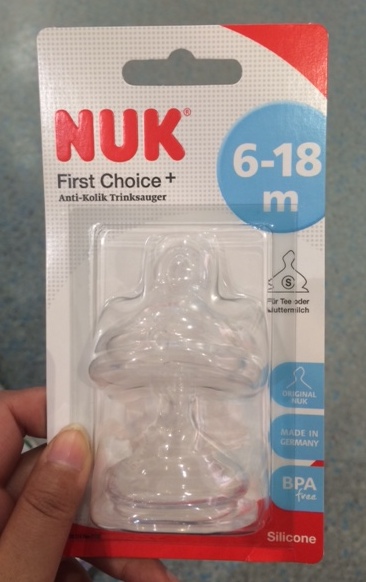 NUK®
First Choice+
Anti-Kolik Trinksauger
6-18
m
S
Für Tee oder
Muttermilch
ORIGINAL
NUK
MADE IN
GERMANY
BPA
free
Silicone